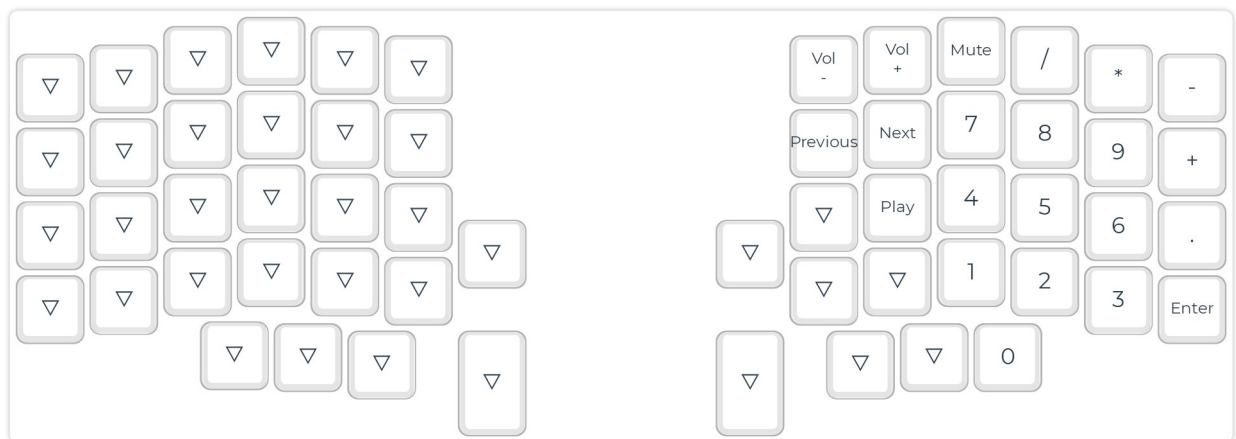 ▽ ▽ ▽ ▽ ▽ ▽ Vol - Vol + Mute / * -
▽ ▽ ▽ ▽ ▽ ▽ Previous Next 7 8 9 +
▽ ▽ ▽ ▽ ▽ ▽ ▽ ▽ ▽ Play 4 5 6 .
▽ ▽ ▽ ▽ ▽ ▽ ▽ ▽ 1 2 3 Enter
▽ ▽ ▽ ▽ ▽ ▽ ▽ 0